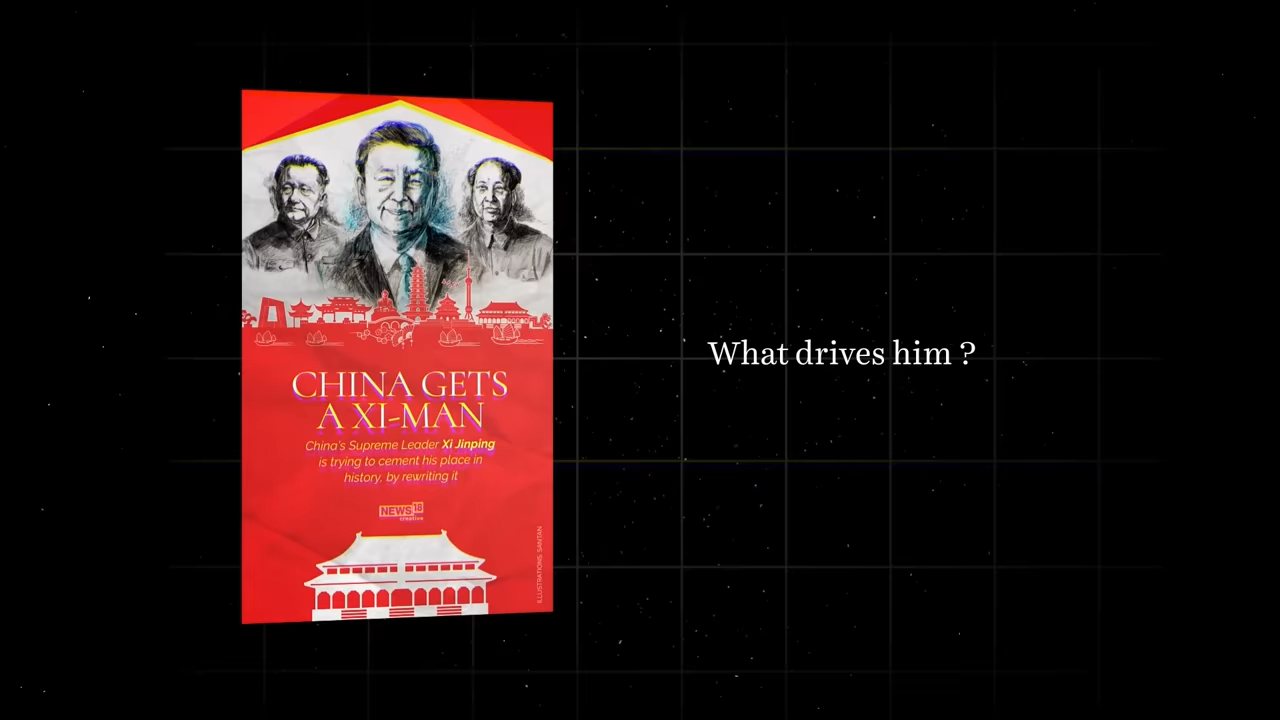 CHINA GETS
A XI-MAN
China's Supreme Leader Xi Jinping
is trying to cement his place in
history, by rewriting it
NEWS18
creative
ILLUSTRATIONS: SANTAN
What drives him ?